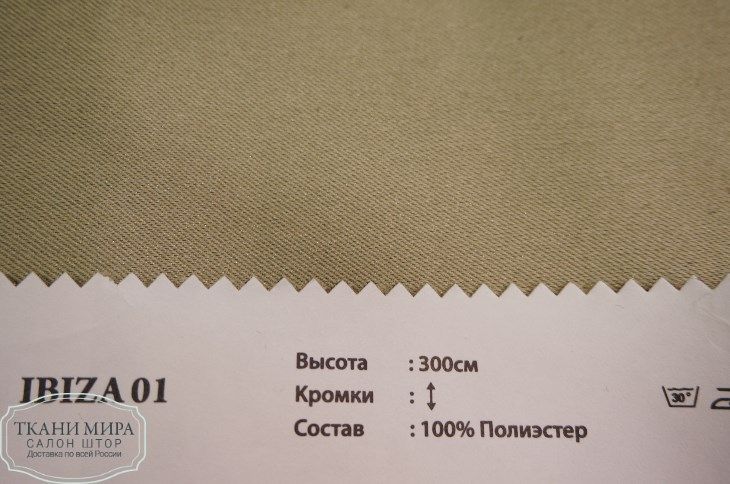 IBIZA 01
Высота : 300см
Кромки : ↕
Состав : 100% Полиэстер
30°
ТКАНИ МИРА
САЛОН ШТОР
Доставка по всей России